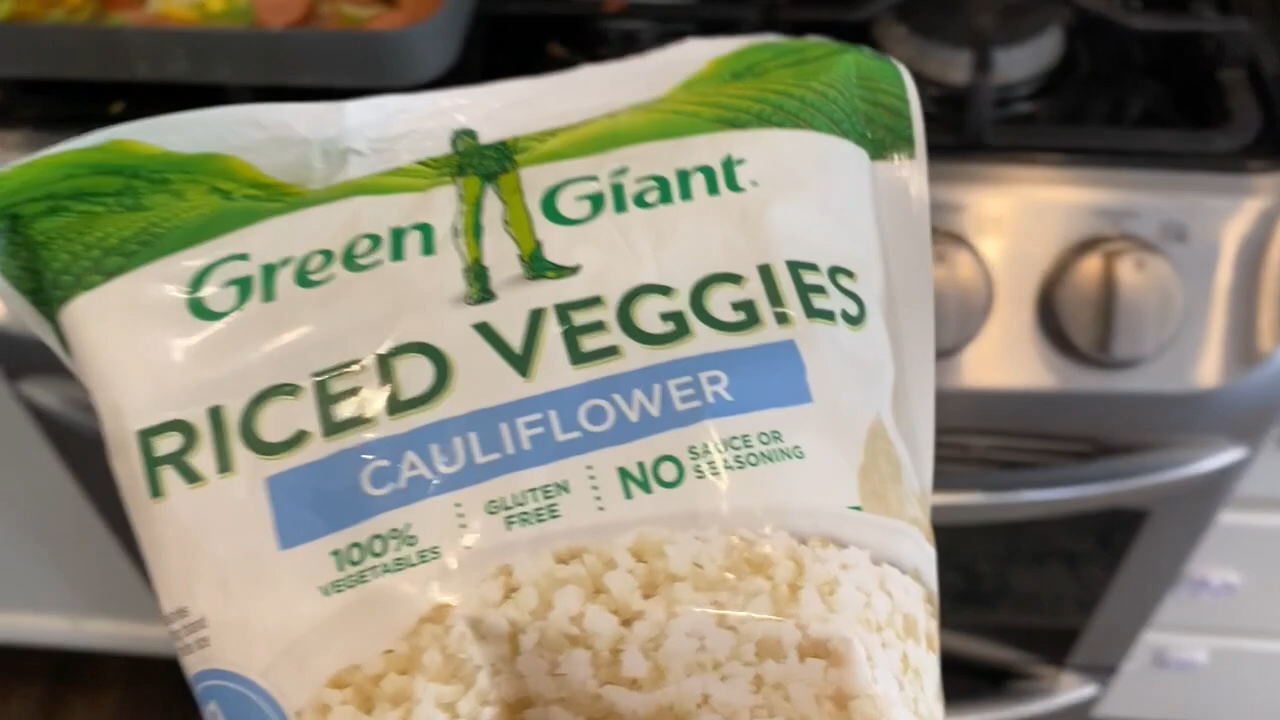 Green Giant
RICED VEGGIES
CAULIFLOWER
100%
VEGETABLES
GLUTEN
FREE
NO SAUCE OR
SEASONING